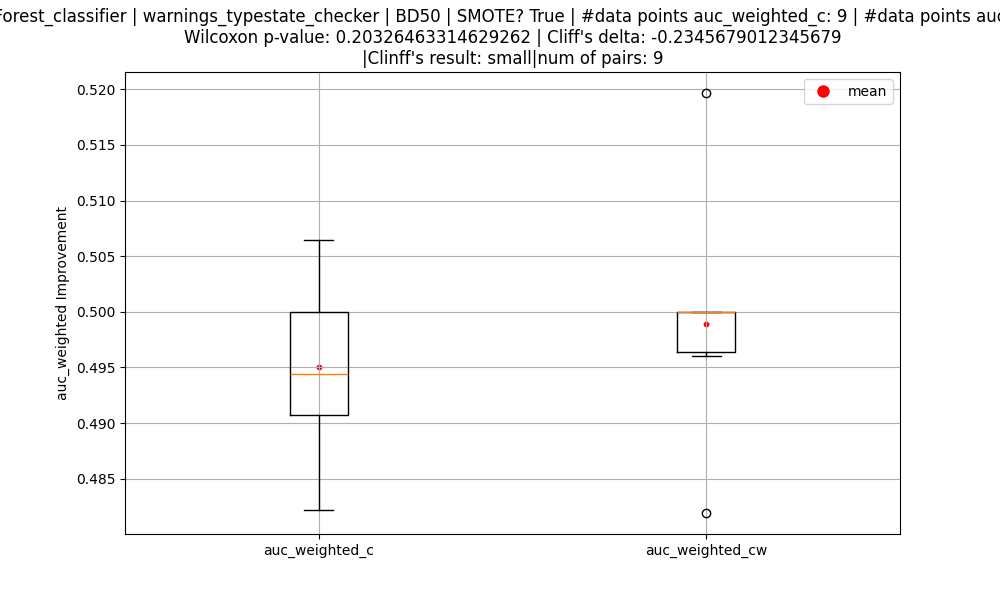 Forest_classifier | warnings_typestate_checker | BD50 | SMOTE? True | #data points auc_weighted_c: 9 | #data points auc
Wilcoxon p-value: 0.20326463314629262 | Cliff's delta: -0.2345679012345679
|Clinff's result: small|num of pairs: 9
mean
0.520
0.515
0.510
0.505
0.500
0.495
0.490
0.485
auc_weighted Improvement
auc_weighted_c
auc_weighted_cw